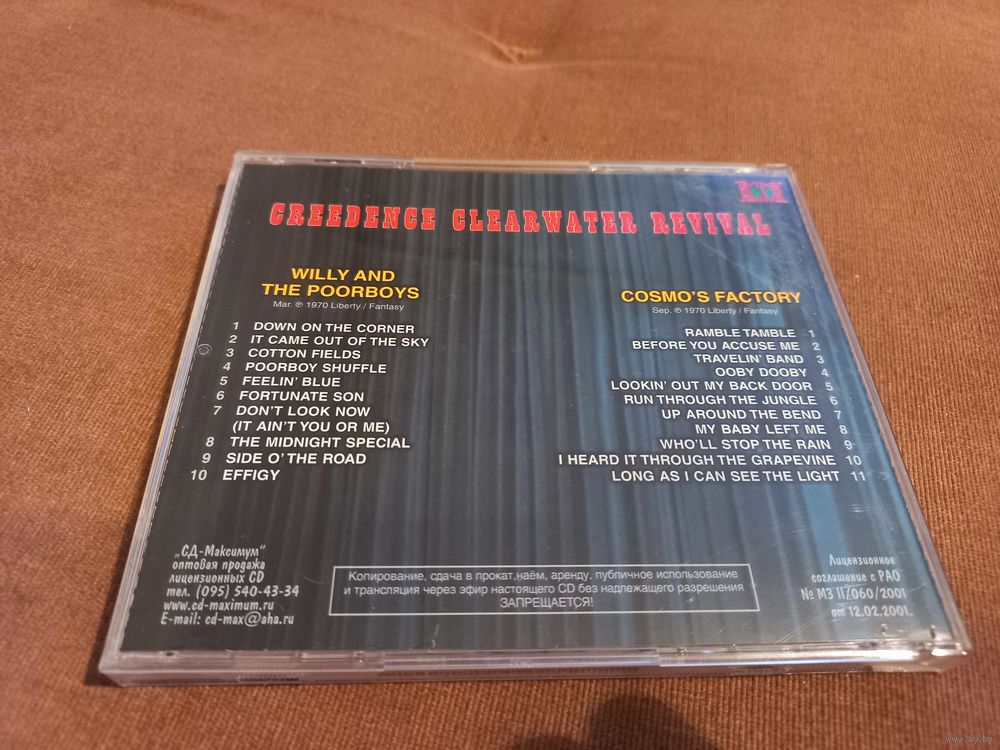 CREEDENCE CLEARWATER REVIVAL
WILLY AND
THE POORBOYS
Mar. ℗ 1970 Liberty / Fantasy
1 DOWN ON THE CORNER
2 IT CAME OUT OF THE SKY
3 COTTON FIELDS
4 POORBOY SHUFFLE
5 FEELIN' BLUE
6 FORTUNATE SON
7 DON'T LOOK NOW
(IT AIN'T YOU OR ME)
8 THE MIDNIGHT SPECIAL
9 SIDE O' THE ROAD
10 EFFIGY
COSMO'S FACTORY
Sep. ℗ 1970 Liberty / Fantasy
RAMBLE TAMBLE 1
BEFORE YOU ACCUSE ME 2
TRAVELIN' BAND 3
OOBY DOOBY 4
LOOKIN' OUT MY BACK DOOR 5
RUN THROUGH THE JUNGLE 6
UP AROUND THE BEND 7
MY BABY LEFT ME 8
WHO'LL STOP THE RAIN 9
I HEARD IT THROUGH THE GRAPEVINE 10
LONG AS I CAN SEE THE LIGHT 11
„СД-Максимум"
оптовая продажа
лицензионных CD
тел. (095) 540-43-34
www.cd-maximum.ru
E-mail: cd-max@aha.ru
Копирование, сдача в прокат,наём, аренду, публичное использование
и трансляция через эфир настоящего CD без надлежащего разрешения
ЗАПРЕЩАЕТСЯ!
Лицензионное
соглашение с РАО
№ МЗ II/060/2001
от 12.02.2001.
www.ay.by